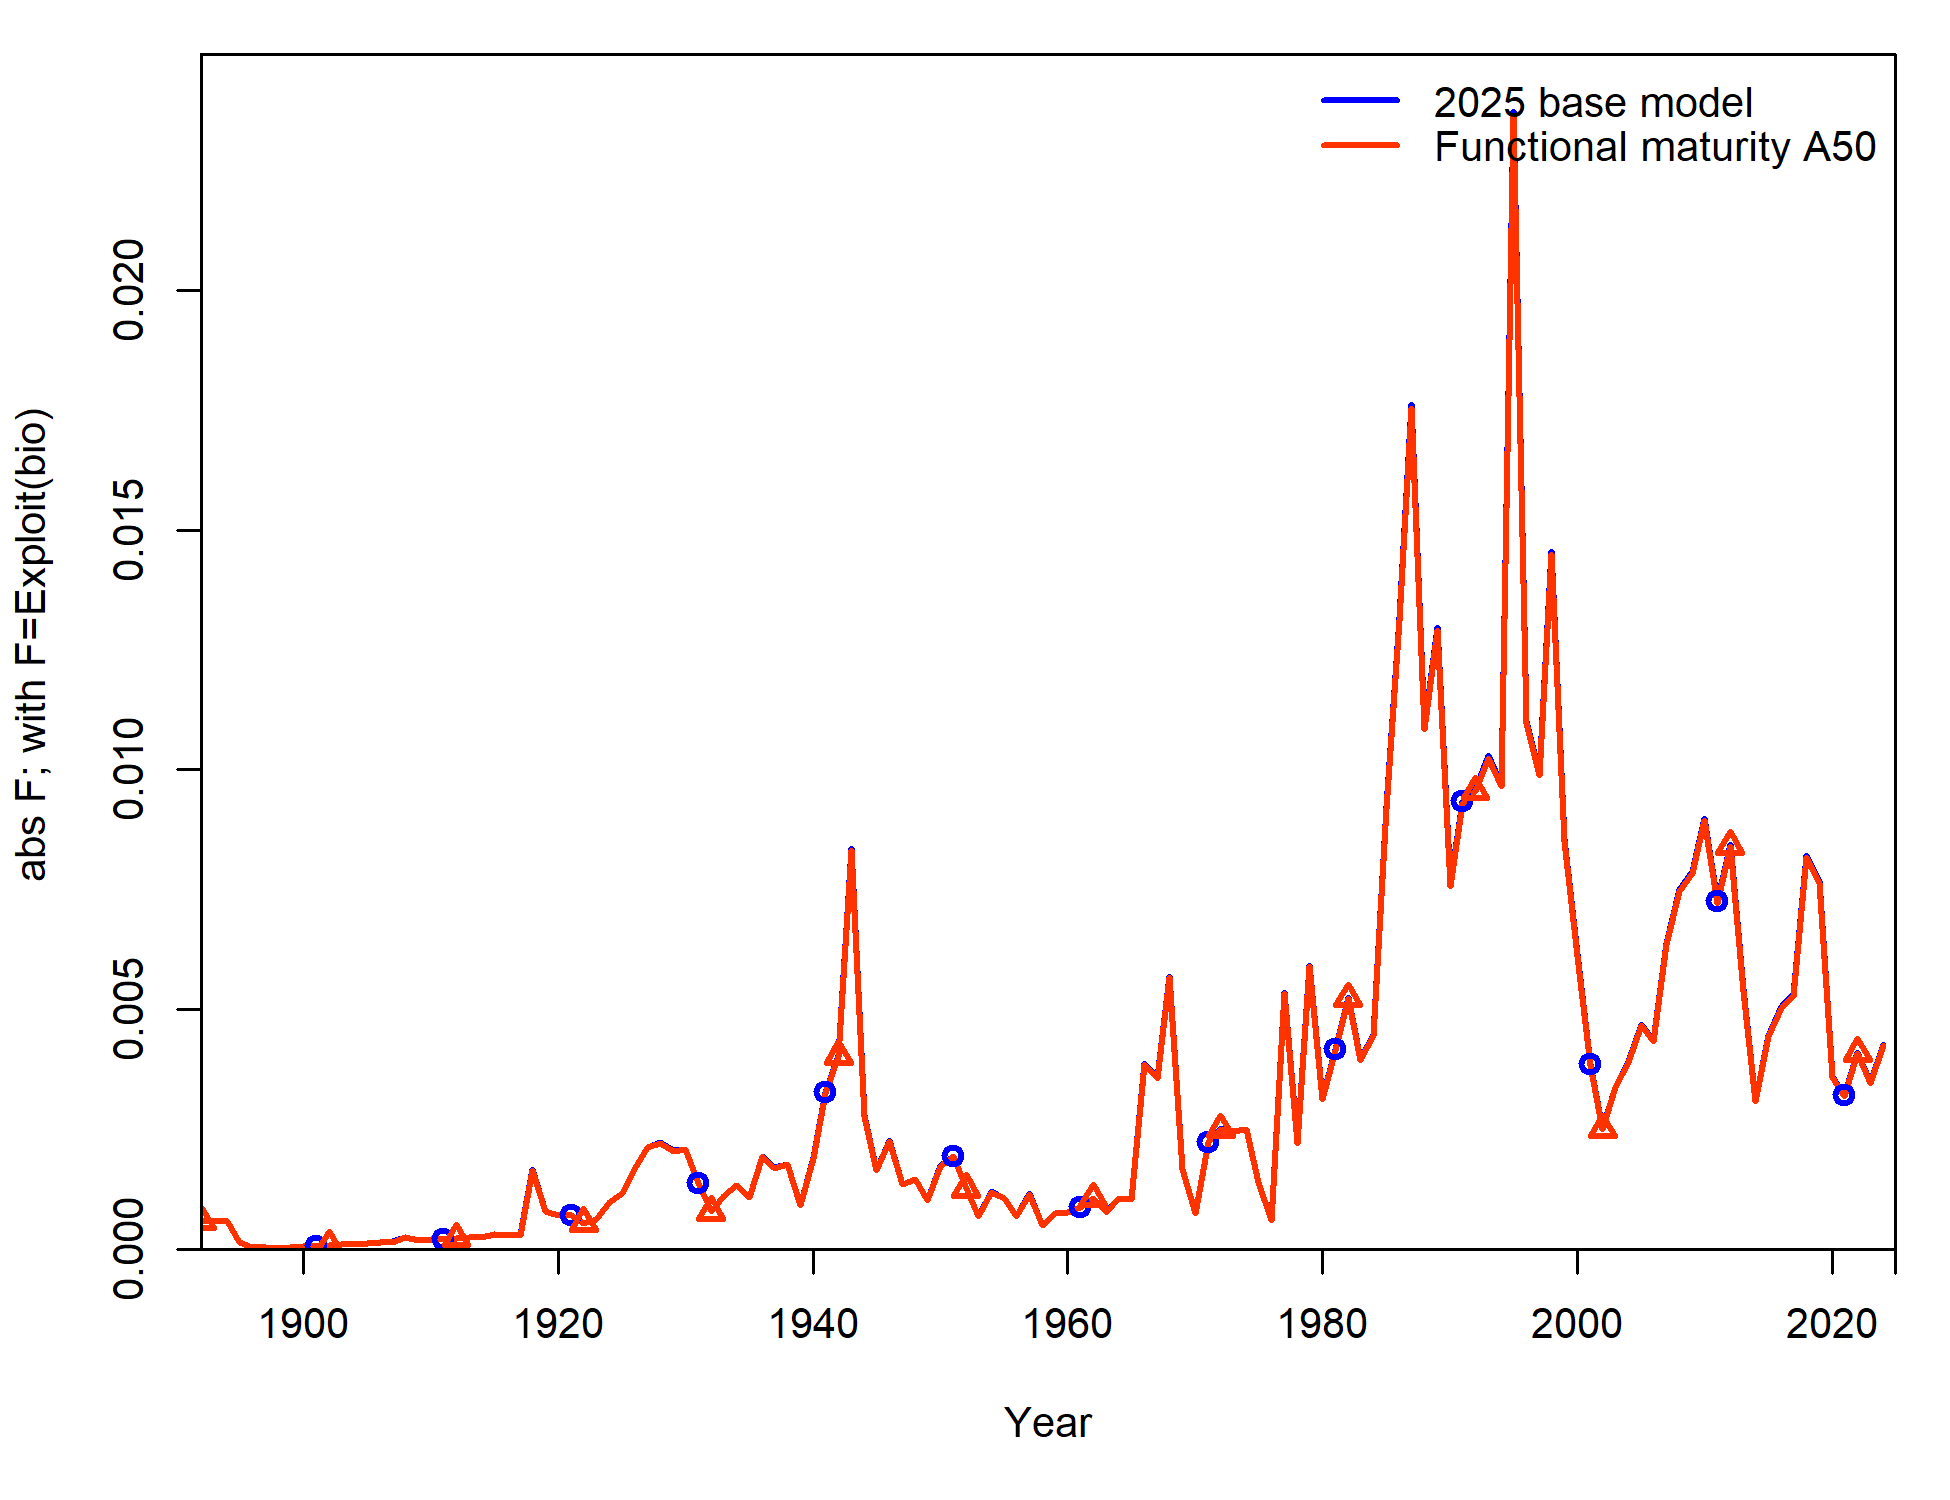 2025 base model
Functional maturity A50
abs F; with F=Exploit(bio)
0.020
0.015
0.010
0.005
0.000
1900 1920 1940 1960 1980 2000 2020
Year